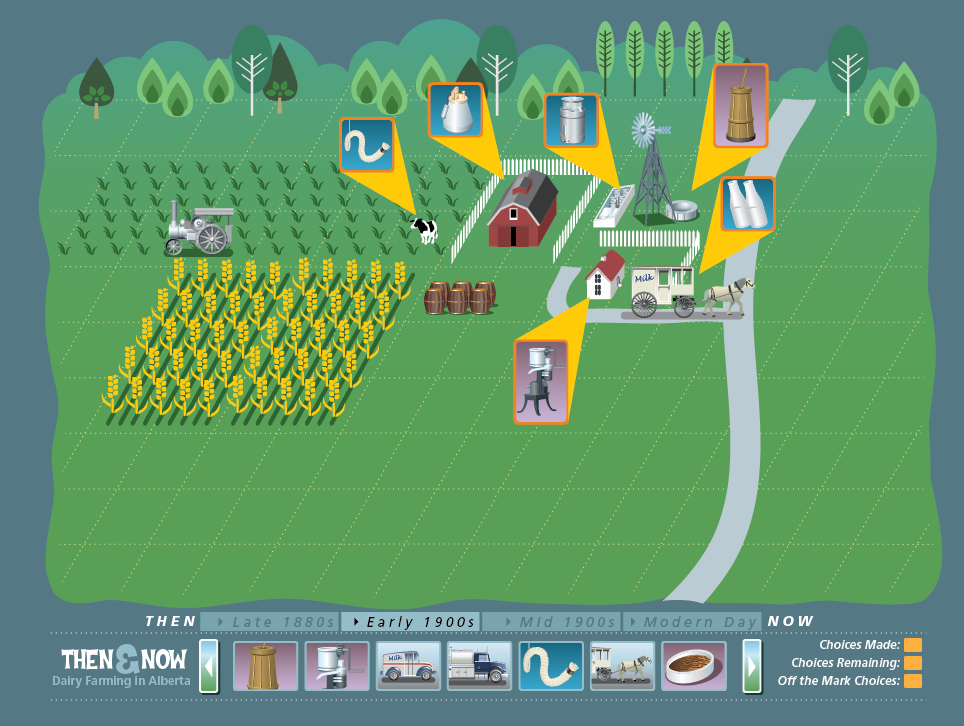 Milk
THEN Late 1880s Early 1900s Mid 1900s Modern Day NOW
THEN & NOW
Dairy Farming in Alberta
Milk
Choices Made:
Choices Remaining:
Off the Mark Choices: